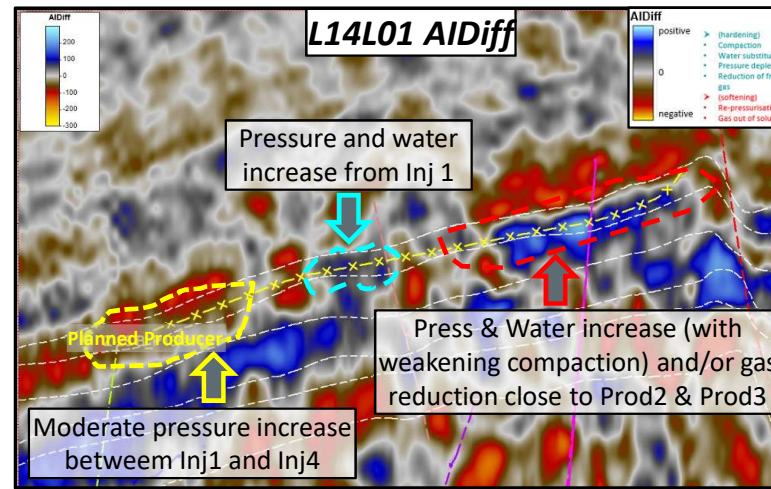 L14L01 AIDiff
AIDiff
300
200
100
0
-100
-200
-300
AIDiff
positive
0
negative
(hardening)
Compaction
Water substitu
Pressure deple
Reduction of fr
gas
(softening)
Re-pressurisati
Gas out of solu
Pressure and water
increase from Inj 1
Planned Producer
Press & Water increase (with
weakening compaction) and/or gas
reduction close to Prod2 & Prod3
Moderate pressure increase
betweem Inj1 and Inj4